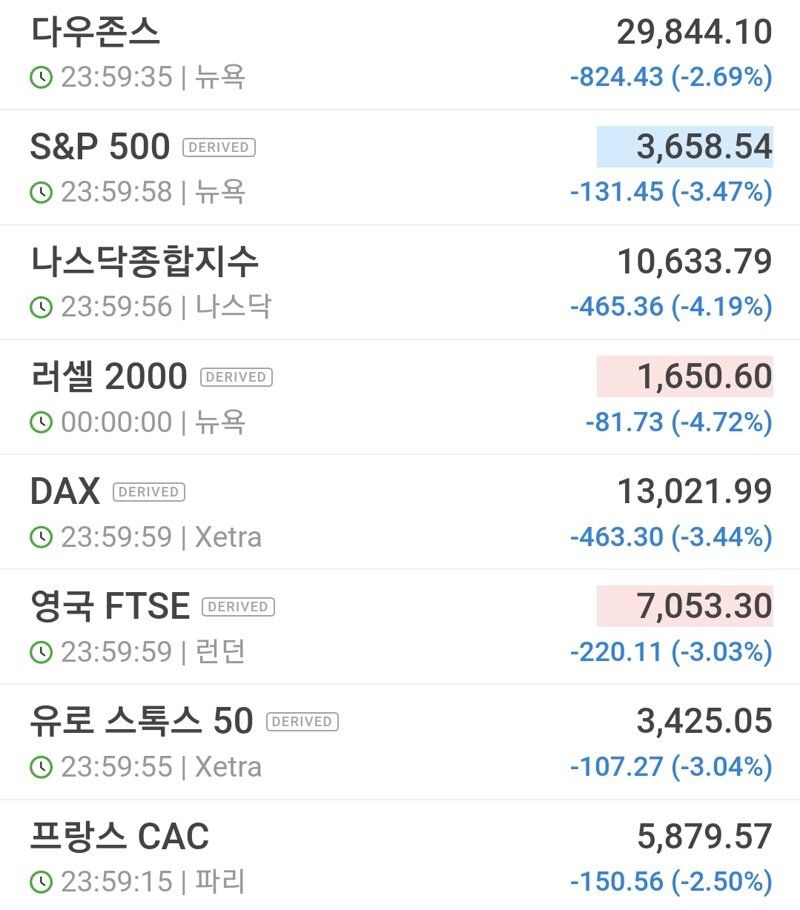 다우존스 29,844.10
23:59:35 | 뉴욕 -824.43 (-2.69%)
S&P 500 DERIVED 3,658.54
23:59:58 | 뉴욕 -131.45 (-3.47%)
나스닥종합지수 10,633.79
23:59:56 | 나스닥 -465.36 (-4.19%)
러셀 2000 DERIVED 1,650.60
00:00:00 | 뉴욕 -81.73 (-4.72%)
DAX DERIVED 13,021.99
23:59:59 | Xetra -463.30 (-3.44%)
영국 FTSE DERIVED 7,053.30
23:59:59 | 런던 -220.11 (-3.03%)
유로 스톡스 50 DERIVED 3,425.05
23:59:55 | Xetra -107.27 (-3.04%)
프랑스 CAC 5,879.57
23:59:15 | 파리 -150.56 (-2.50%)